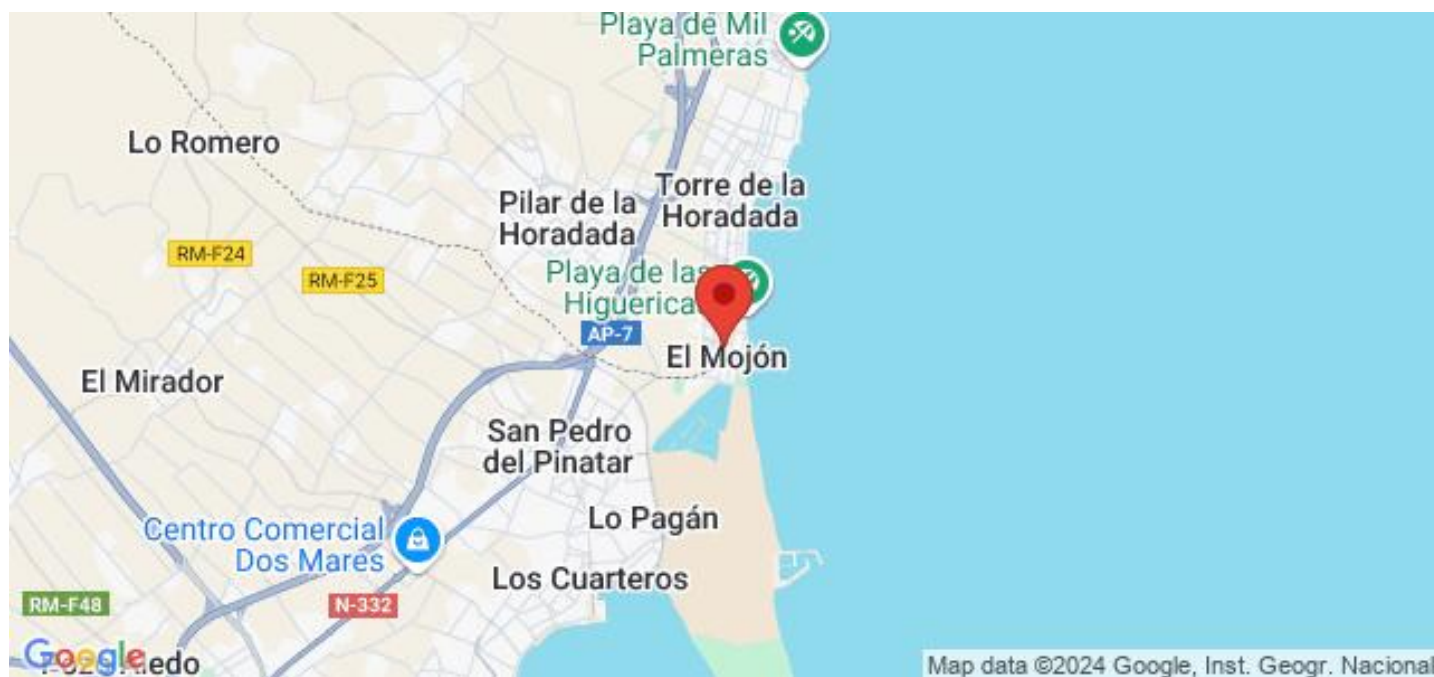 Playa de Mil
Palmeras
Lo Romero
Pilar de la
Horadada
Torre de la
Horadada
RM-F24
RM-F25
Playa de las
Higuerica
AP-7
El Mojón
El Mirador
San Pedro
del Pinatar
Lo Pagán
Centro Comercial
Dos Mares
Los Cuarteros
RM-F48
N-332
Google
Map data ©2024 Google, Inst. Geogr. Nacional